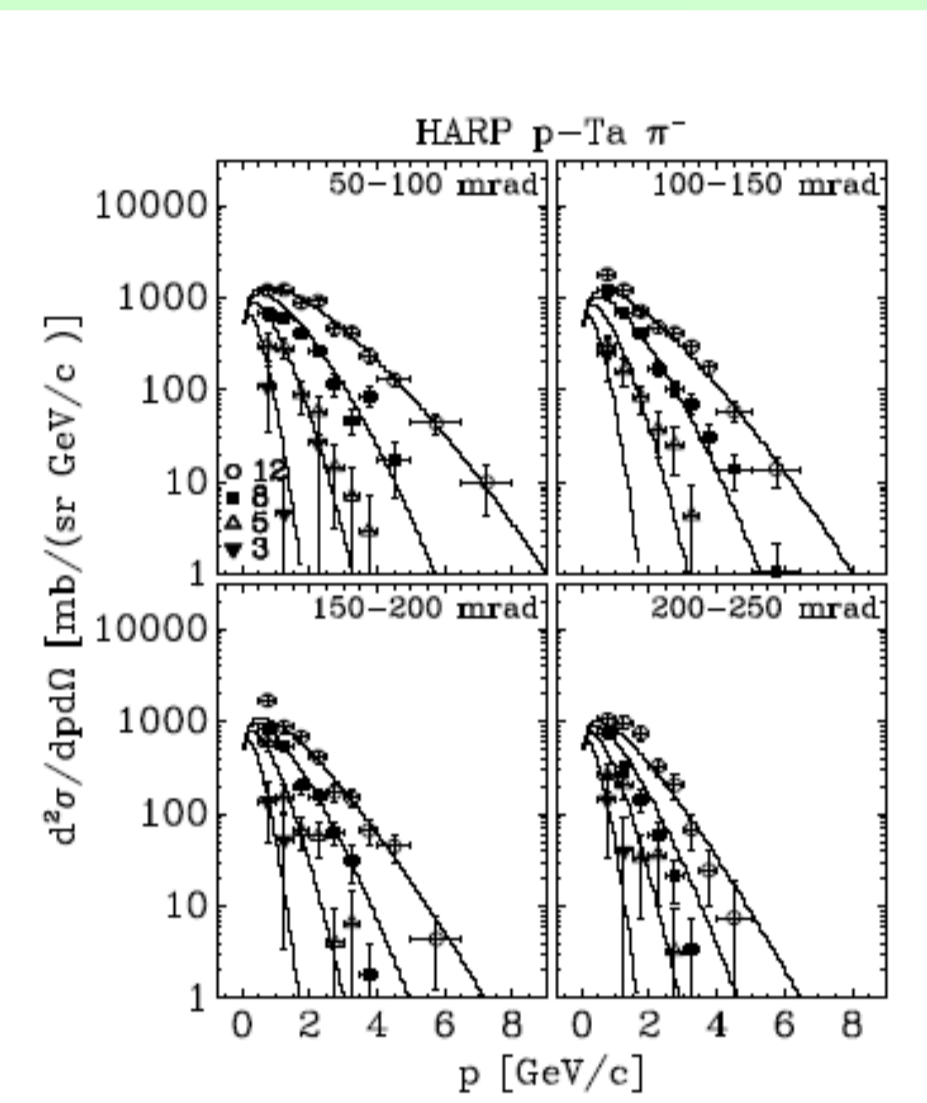 HARP p−Ta π⁻
50−100 mrad
100−150 mrad
10000
1000
100
10
1
12
8
5
3
150−200 mrad
200−250 mrad
10000
1000
100
10
1
0 2 4 6 8
0 2 4 6 8
p [GeV/c]
d²σ/dpdΩ [mb/(sr GeV/c )]